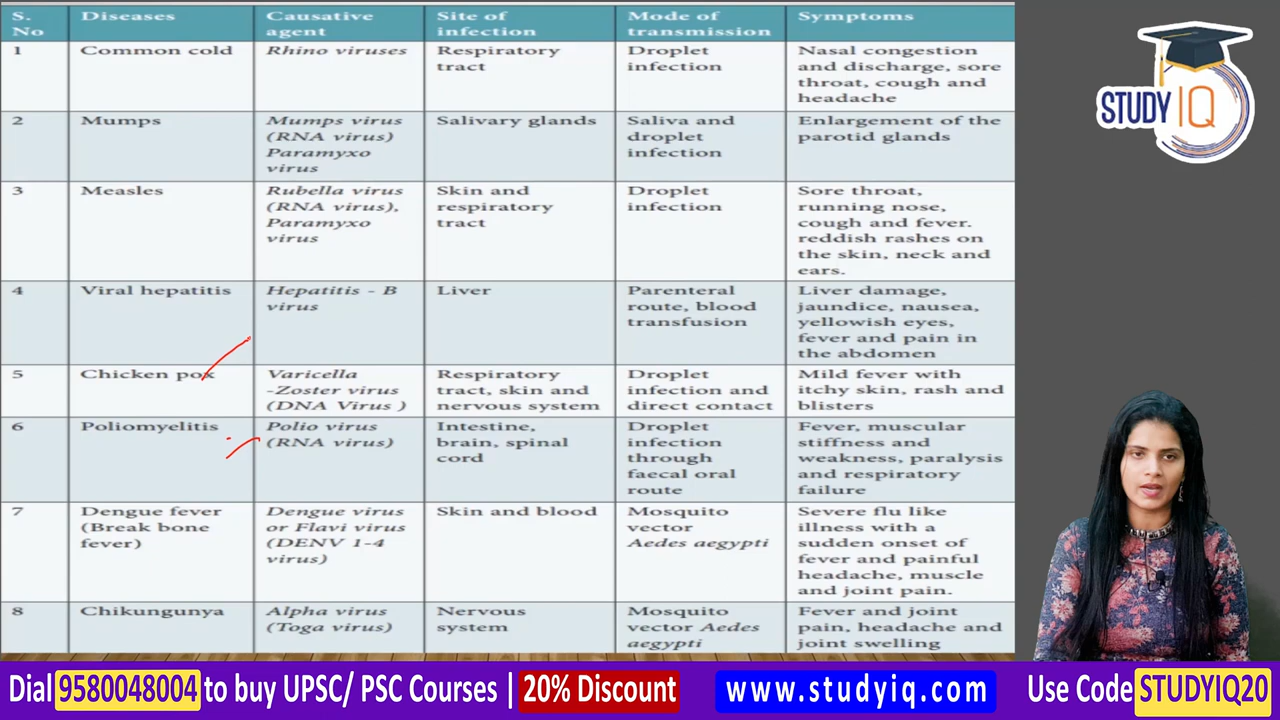 S. No | Diseases | Causative agent | Site of infection | Mode of transmission | Symptoms
1 | Common cold | Rhino viruses | Respiratory tract | Droplet infection | Nasal congestion and discharge, sore throat, cough and headache
2 | Mumps | Mumps virus (RNA virus) Paramyxo virus | Salivary glands | Saliva and droplet infection | Enlargement of the parotid glands
3 | Measles | Rubella virus (RNA virus), Paramyxo virus | Skin and respiratory tract | Droplet infection | Sore throat, running nose, cough and fever. reddish rashes on the skin, neck and ears.
4 | Viral hepatitis | Hepatitis - B virus | Liver | Parenteral route, blood transfusion | Liver damage, jaundice, nausea, yellowish eyes, fever and pain in the abdomen
5 | Chicken pox | Varicella -Zoster virus (DNA Virus ) | Respiratory tract, skin and nervous system | Droplet infection and direct contact | Mild fever with itchy skin, rash and blisters
6 | Poliomyelitis | Polio virus (RNA virus) | Intestine, brain, spinal cord | Droplet infection through faecal oral route | Fever, muscular stiffness and weakness, paralysis and respiratory failure
7 | Dengue fever (Break bone fever) | Dengue virus or Flavi virus (DENV 1-4 virus) | Skin and blood | Mosquito vector Aedes aegypti | Severe flu like illness with a sudden onset of fever and painful headache, muscle and joint pain.
8 | Chikungunya | Alpha virus (Toga virus) | Nervous system | Mosquito vector Aedes aegypti | Fever and joint pain, headache and joint swelling
STUDY IQ
Dial 9580048004 to buy UPSC/ PSC Courses | 20% Discount www.studyiq.com Use Code STUDYIQ20